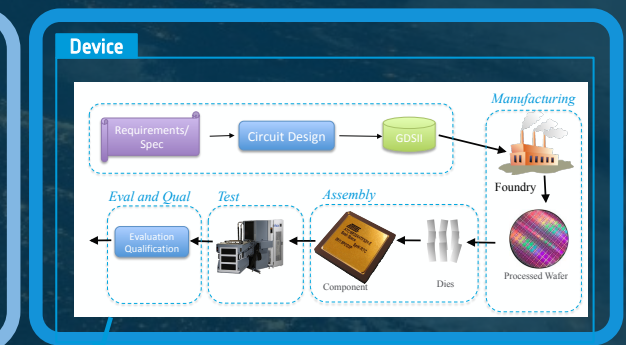 Device
Manufacturing
Requirements/
Spec
Circuit Design
GDSII
Foundry
Eval and Qual
Test
Assembly
Evaluation
Qualification
Component
Dies
Processed Wafer